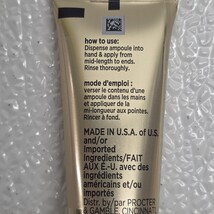 how to use:
Dispense ampoule into
hand & apply from
mid-length to ends.
Rinse thoroughly.
mode d'emploi :
verser le contenu d'une
ampoule dans les mains
et appliquer de la
mi-longueur aux pointes.
Rincer à fond.
MADE IN U.S.A. of U.S.
and/or
Imported
Ingredients/FAIT
AUX É.-U. avec des
ingrédients
américains et/ou
importés
Distr. by/par PROCTER
& GAMBLE, CINCINNATI